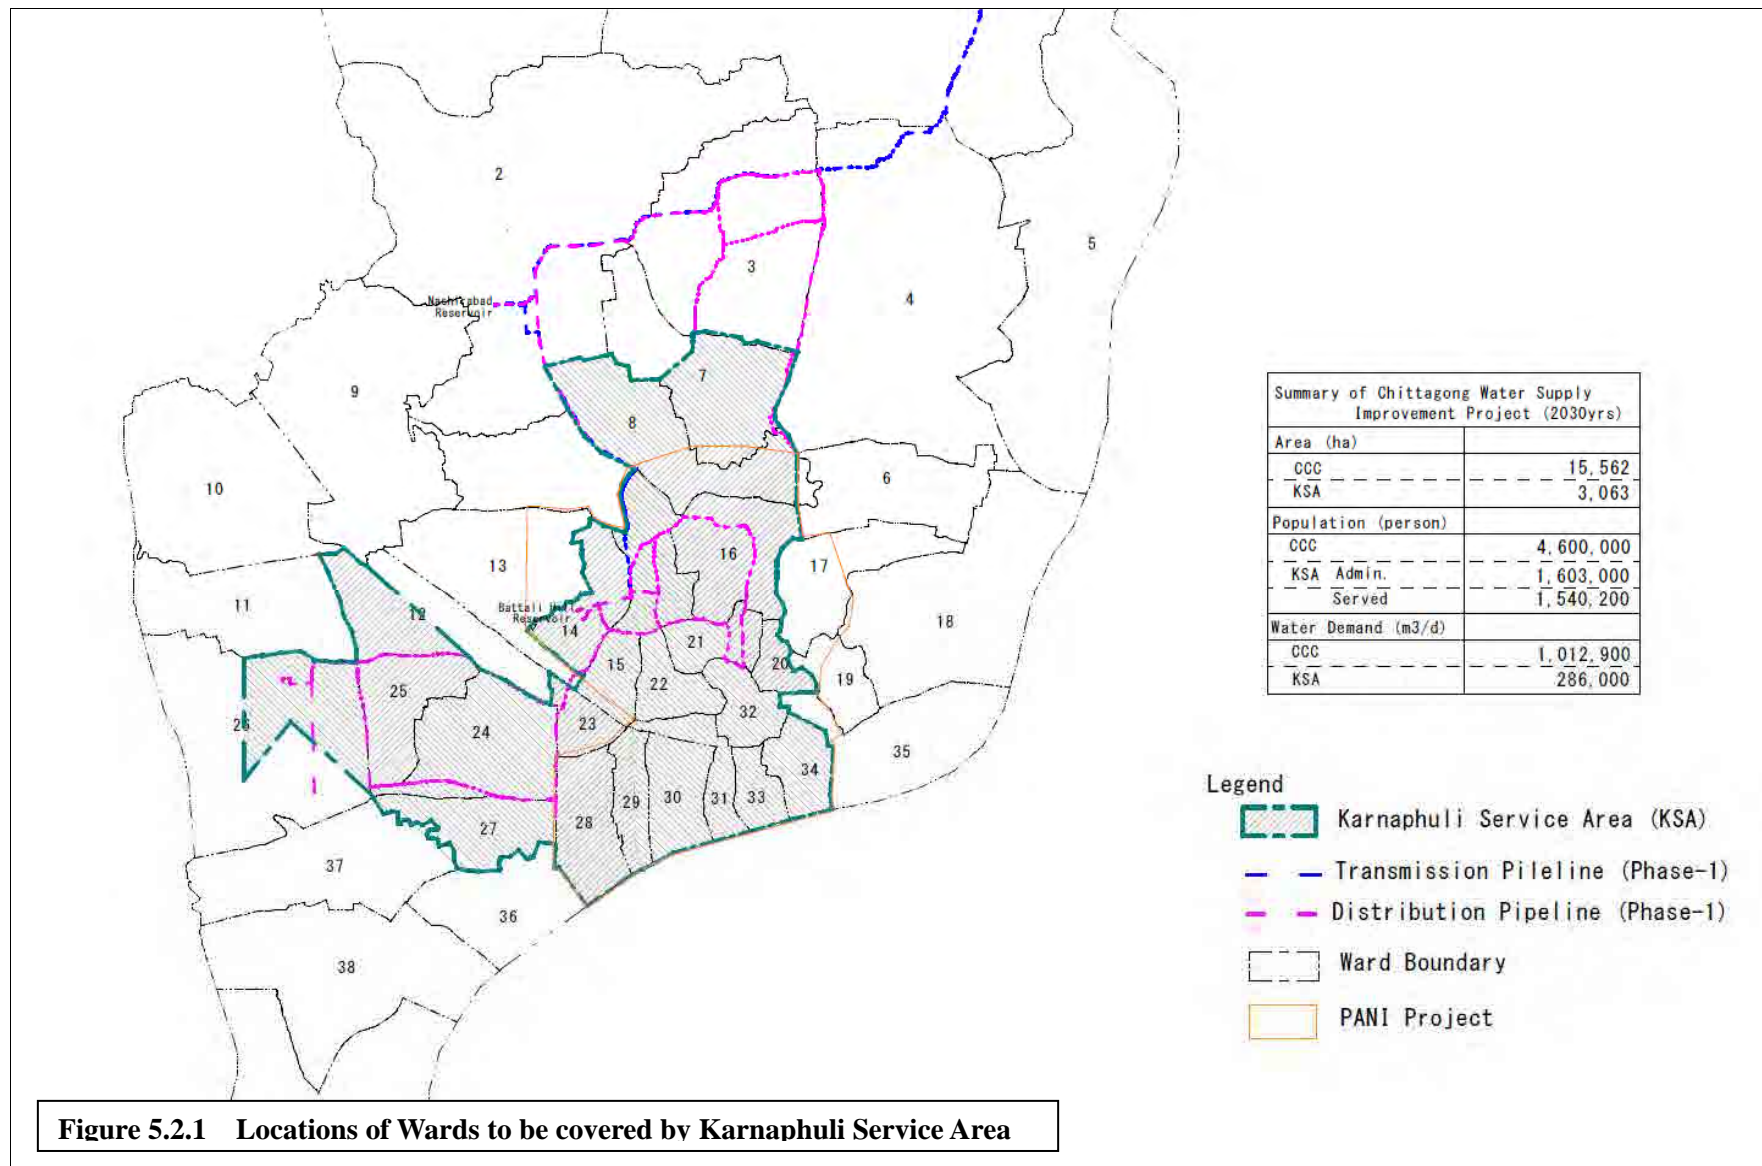 2
5
3
4
Nashirabad
Reservoir
7
9
8
6
10
16
13
17
11
12
Battali Hill
Reservoir
14
18
21
20
15
19
25
22
26
24
23
32
35
34
29
30
31
33
28
27
37
36
38
Summary of Chittagong Water Supply
Improvement Project (2030yrs)
Area (ha)
CCC 15,562
KSA 3,063
Population (person)
CCC 4,600,000
KSA Admin. 1,603,000
Served 1,540,200
Water Demand (m3/d)
CCC 1,012,900
KSA 286,000
Legend
Karnaphuli Service Area (KSA)
Transmission Pileline (Phase-1)
Distribution Pipeline (Phase-1)
Ward Boundary
PANI Project
Figure 5.2.1 Locations of Wards to be covered by Karnaphuli Service Area